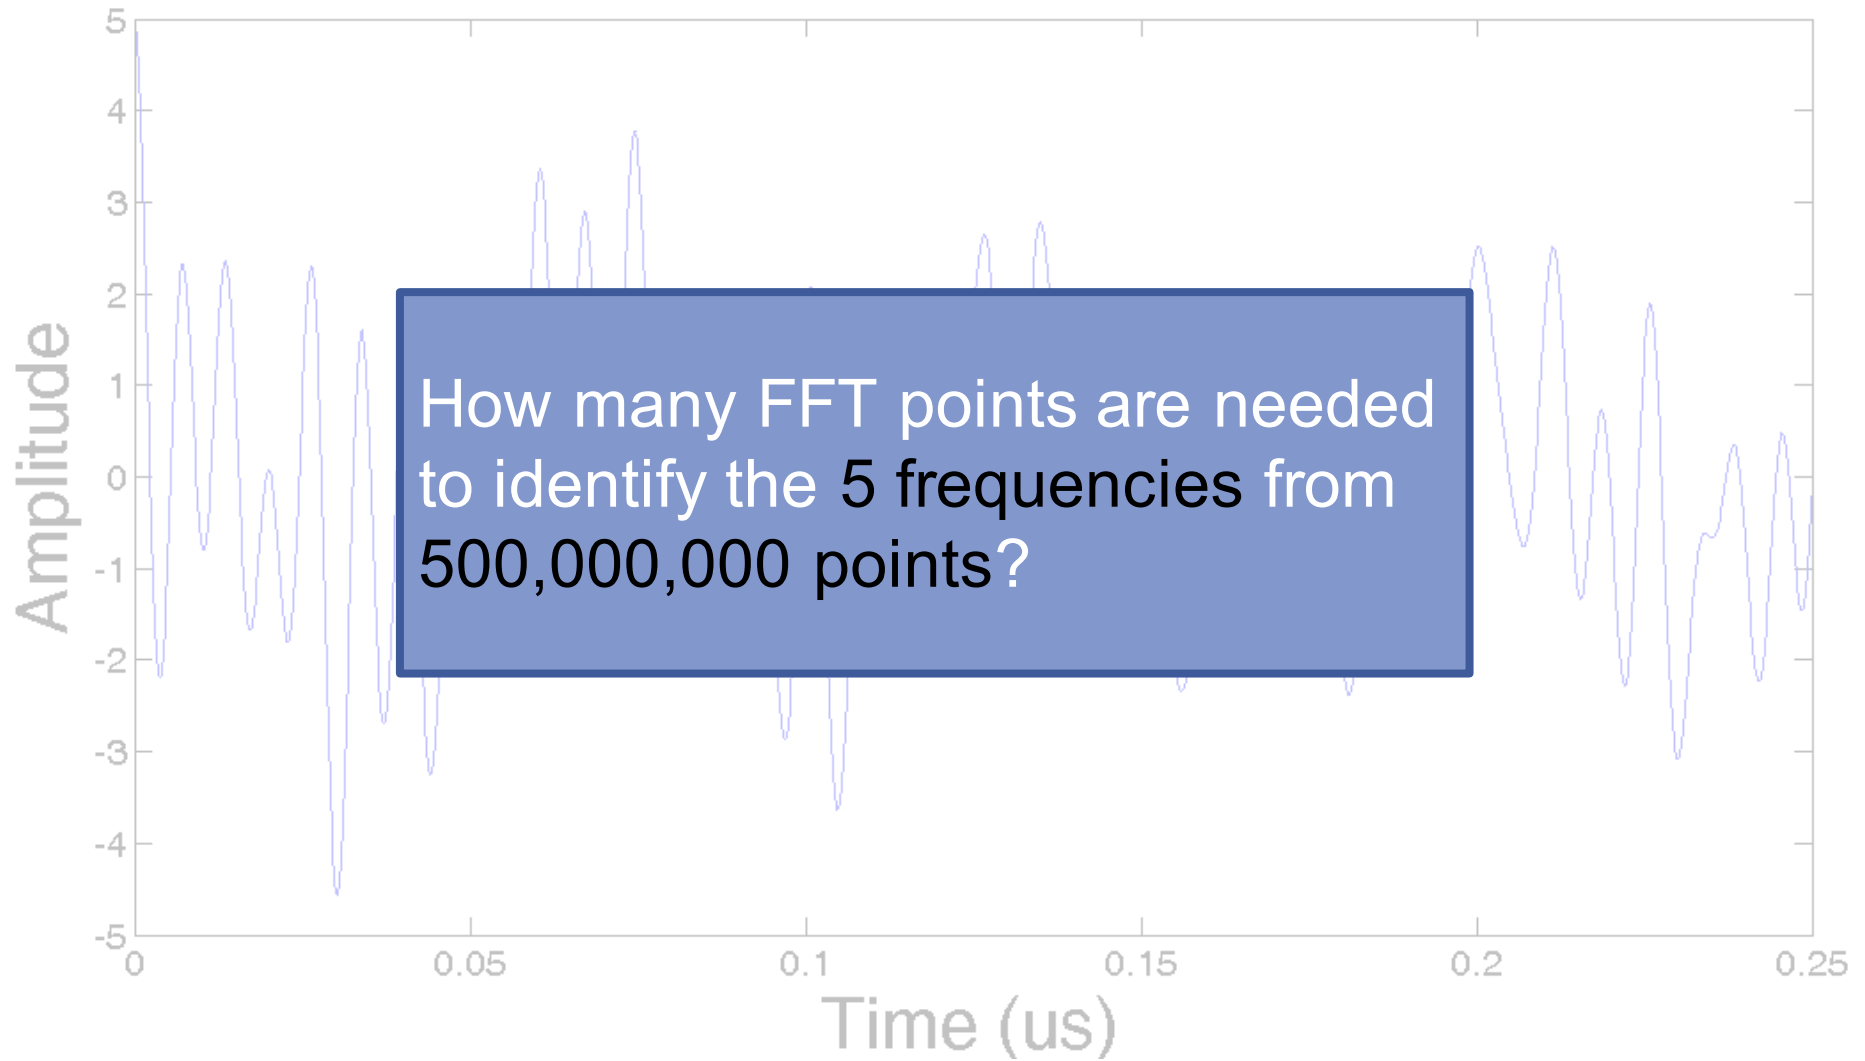 5
4
3
2
1
0
-1
-2
-3
-4
-5
Amplitude
How many FFT points are needed
to identify the 5 frequencies from
500,000,000 points?
0 0.05 0.1 0.15 0.2 0.25
Time (us)